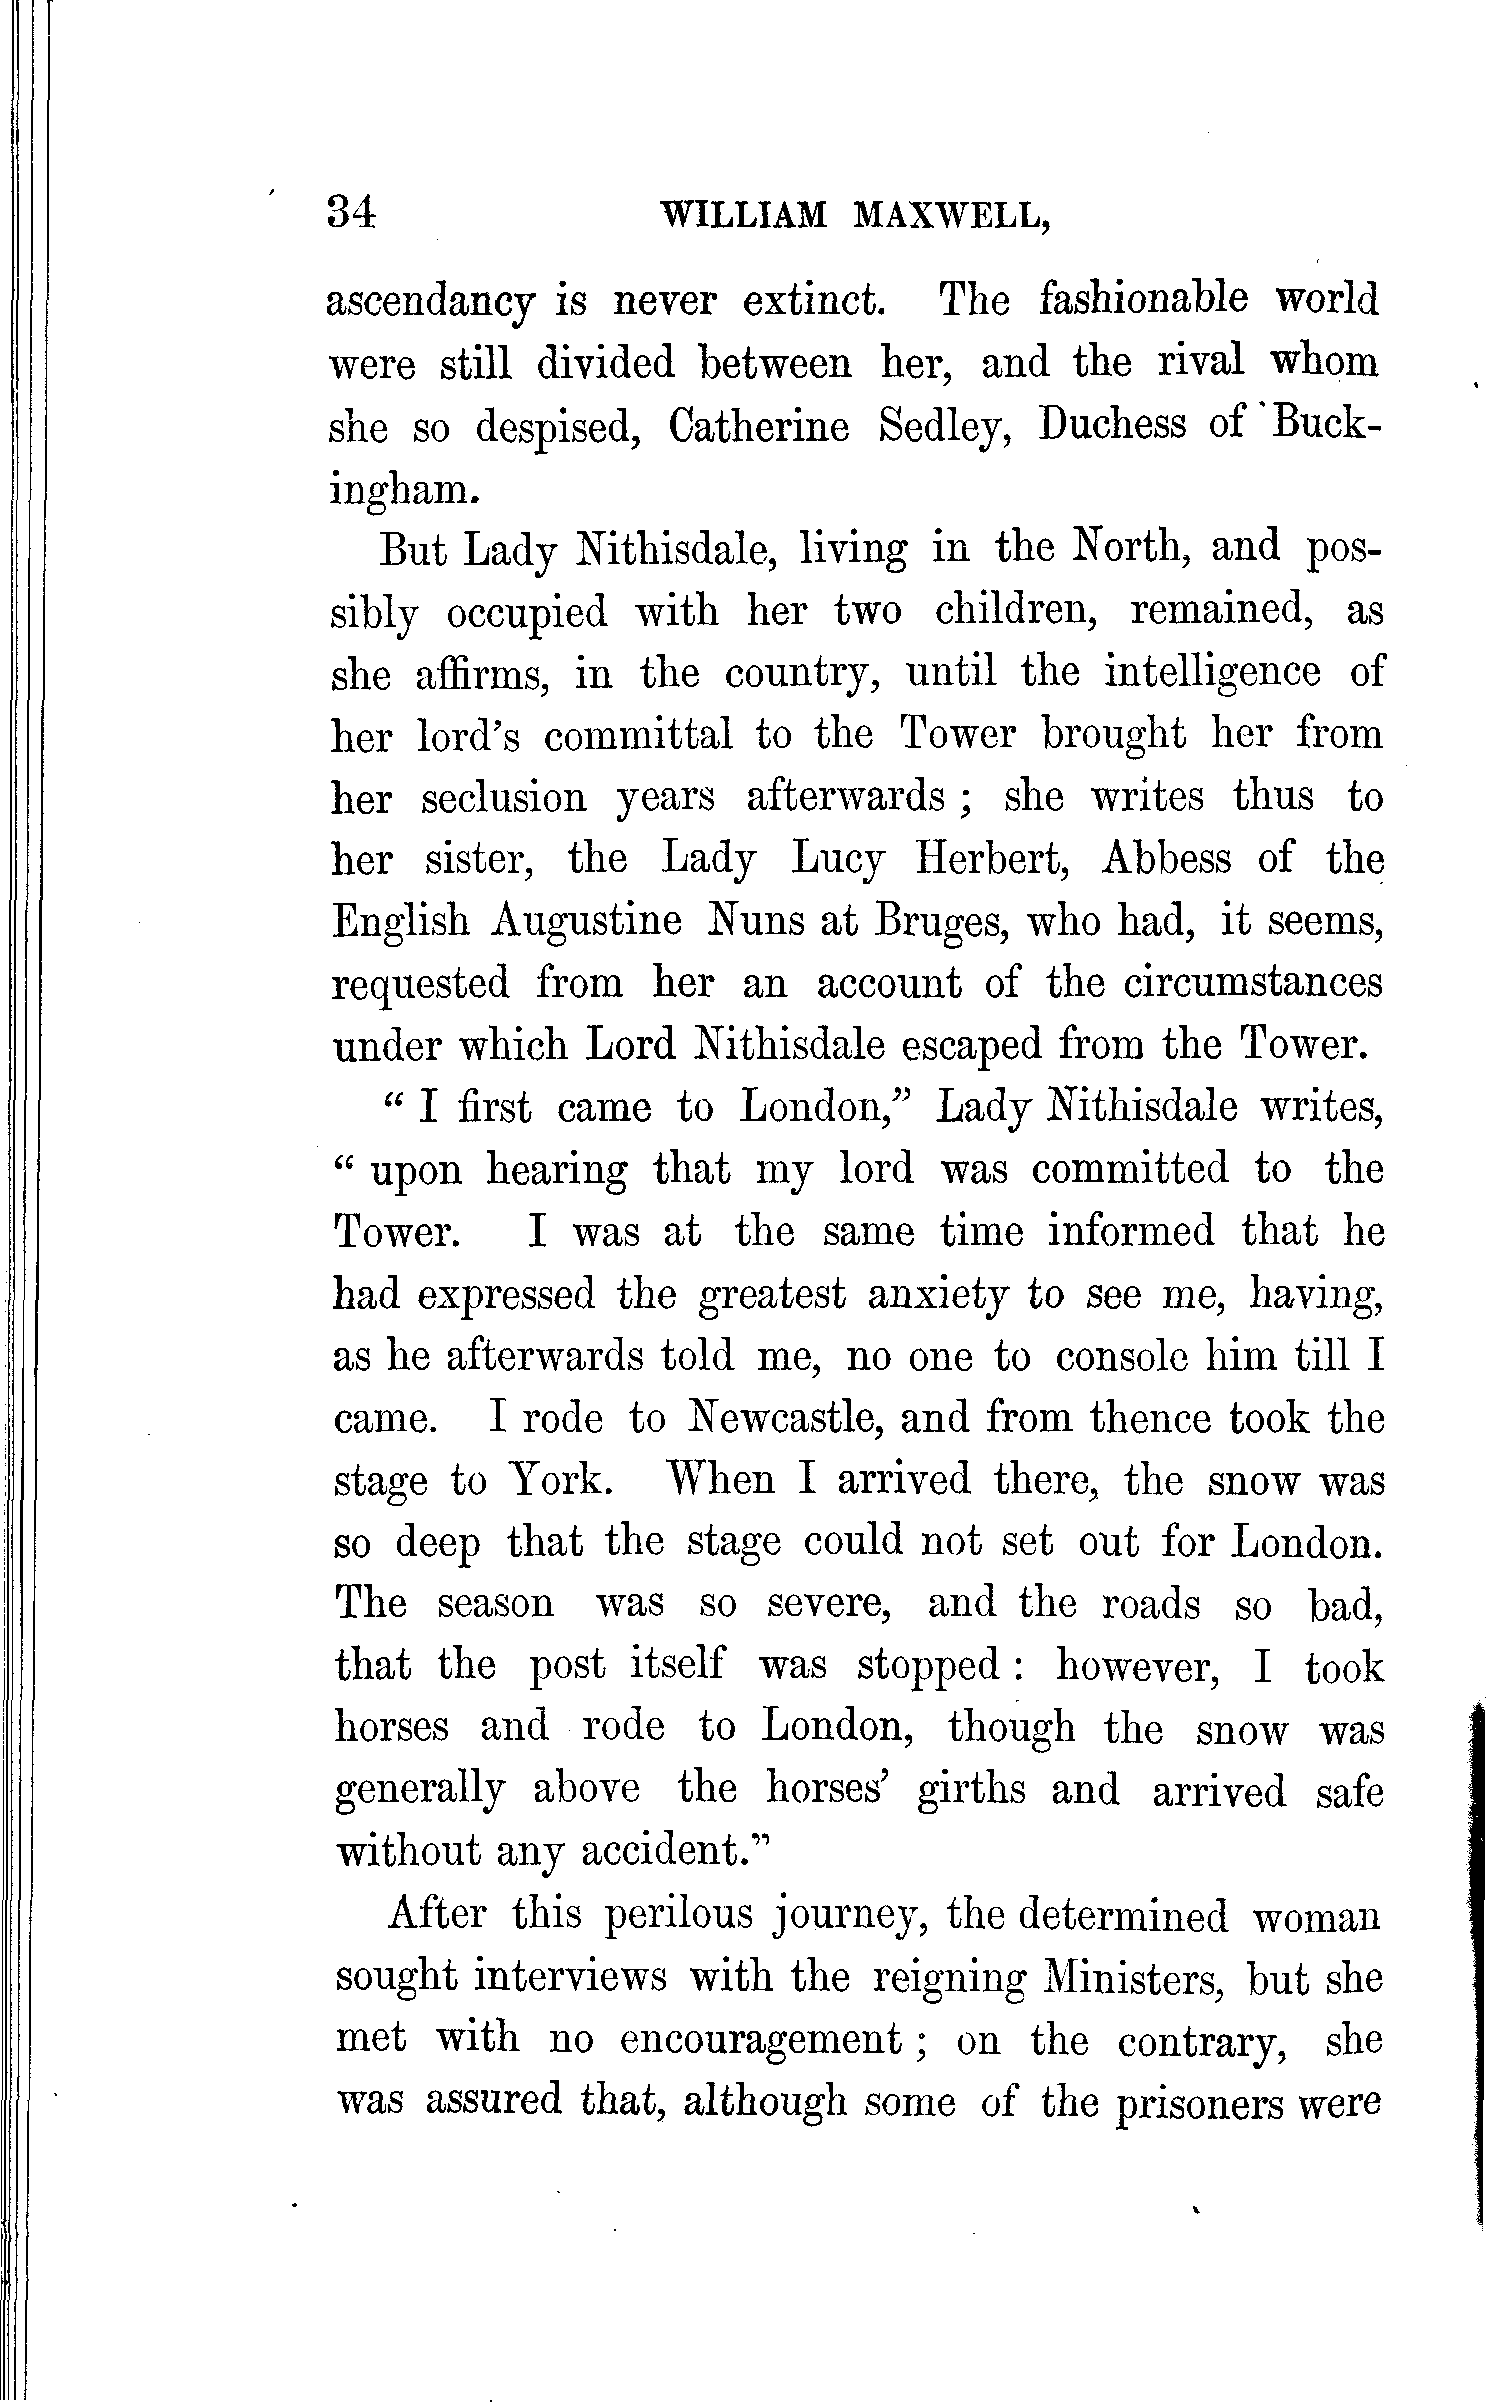 34 WILLIAM MAXWELL,
ascendancy is never extinct. The fashionable world
were still divided between her, and the rival whom
she so despised, Catherine Sedley, Duchess of Buck-
ingham.
But Lady Nithisdale, living in the North, and pos-
sibly occupied with her two children, remained, as
she affirms, in the country, until the intelligence of
her lord's committal to the Tower brought her from
her seclusion years afterwards ; she writes thus to
her sister, the Lady Lucy Herbert, Abbess of the
English Augustine Nuns at Bruges, who had, it seems,
requested from her an account of the circumstances
under which Lord Nithisdale escaped from the Tower.
“ I first came to London,” Lady Nithisdale writes,
“ upon hearing that my lord was committed to the
Tower. I was at the same time informed that he
had expressed the greatest anxiety to see me, having,
as he afterwards told me, no one to console him till I
came. I rode to Newcastle, and from thence took the
stage to York. When I arrived there, the snow was
so deep that the stage could not set out for London.
The season was so severe, and the roads so bad,
that the post itself was stopped : however, I took
horses and rode to London, though the snow was
generally above the horses’ girths and arrived safe
without any accident.”
After this perilous journey, the determined woman
sought interviews with the reigning Ministers, but she
met with no encouragement ; on the contrary, she
was assured that, although some of the prisoners were